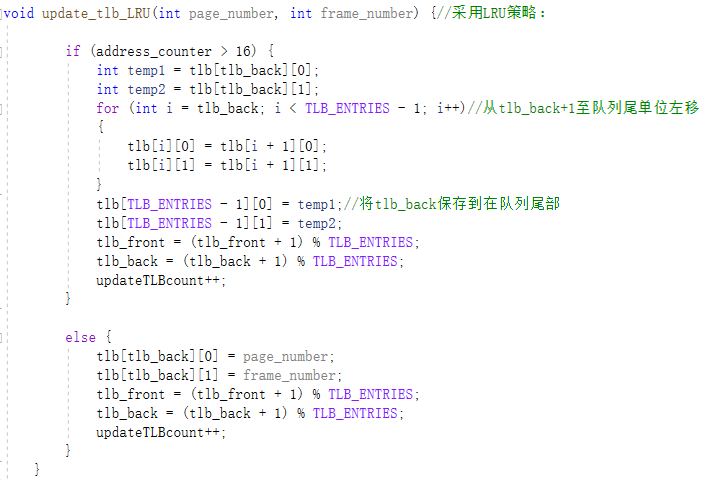 void update_tlb_LRU(int page_number, int frame_number) {//采用LRU策略：
if (address_counter > 16) {
int temp1 = tlb[tlb_back][0];
int temp2 = tlb[tlb_back][1];
for (int i = tlb_back; i < TLB_ENTRIES - 1; i++)//从tlb_back+1至队列尾单位左移
{
tlb[i][0] = tlb[i + 1][0];
tlb[i][1] = tlb[i + 1][1];
}
tlb[TLB_ENTRIES - 1][0] = temp1;//将tlb_back保存到在队列尾部
tlb[TLB_ENTRIES - 1][1] = temp2;
tlb_front = (tlb_front + 1) % TLB_ENTRIES;
tlb_back = (tlb_back + 1) % TLB_ENTRIES;
updateTLBcount++;
}
else {
tlb[tlb_back][0] = page_number;
tlb[tlb_back][1] = frame_number;
tlb_front = (tlb_front + 1) % TLB_ENTRIES;
tlb_back = (tlb_back + 1) % TLB_ENTRIES;
updateTLBcount++;
}
}